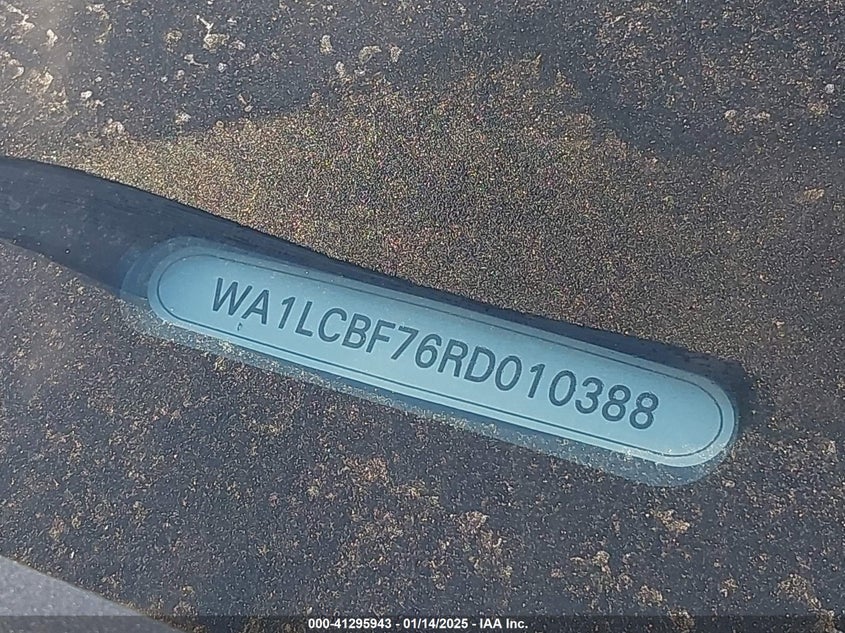 WA1LCBF76RD010388
000-41295943 - 01/14/2025 - IAA Inc.